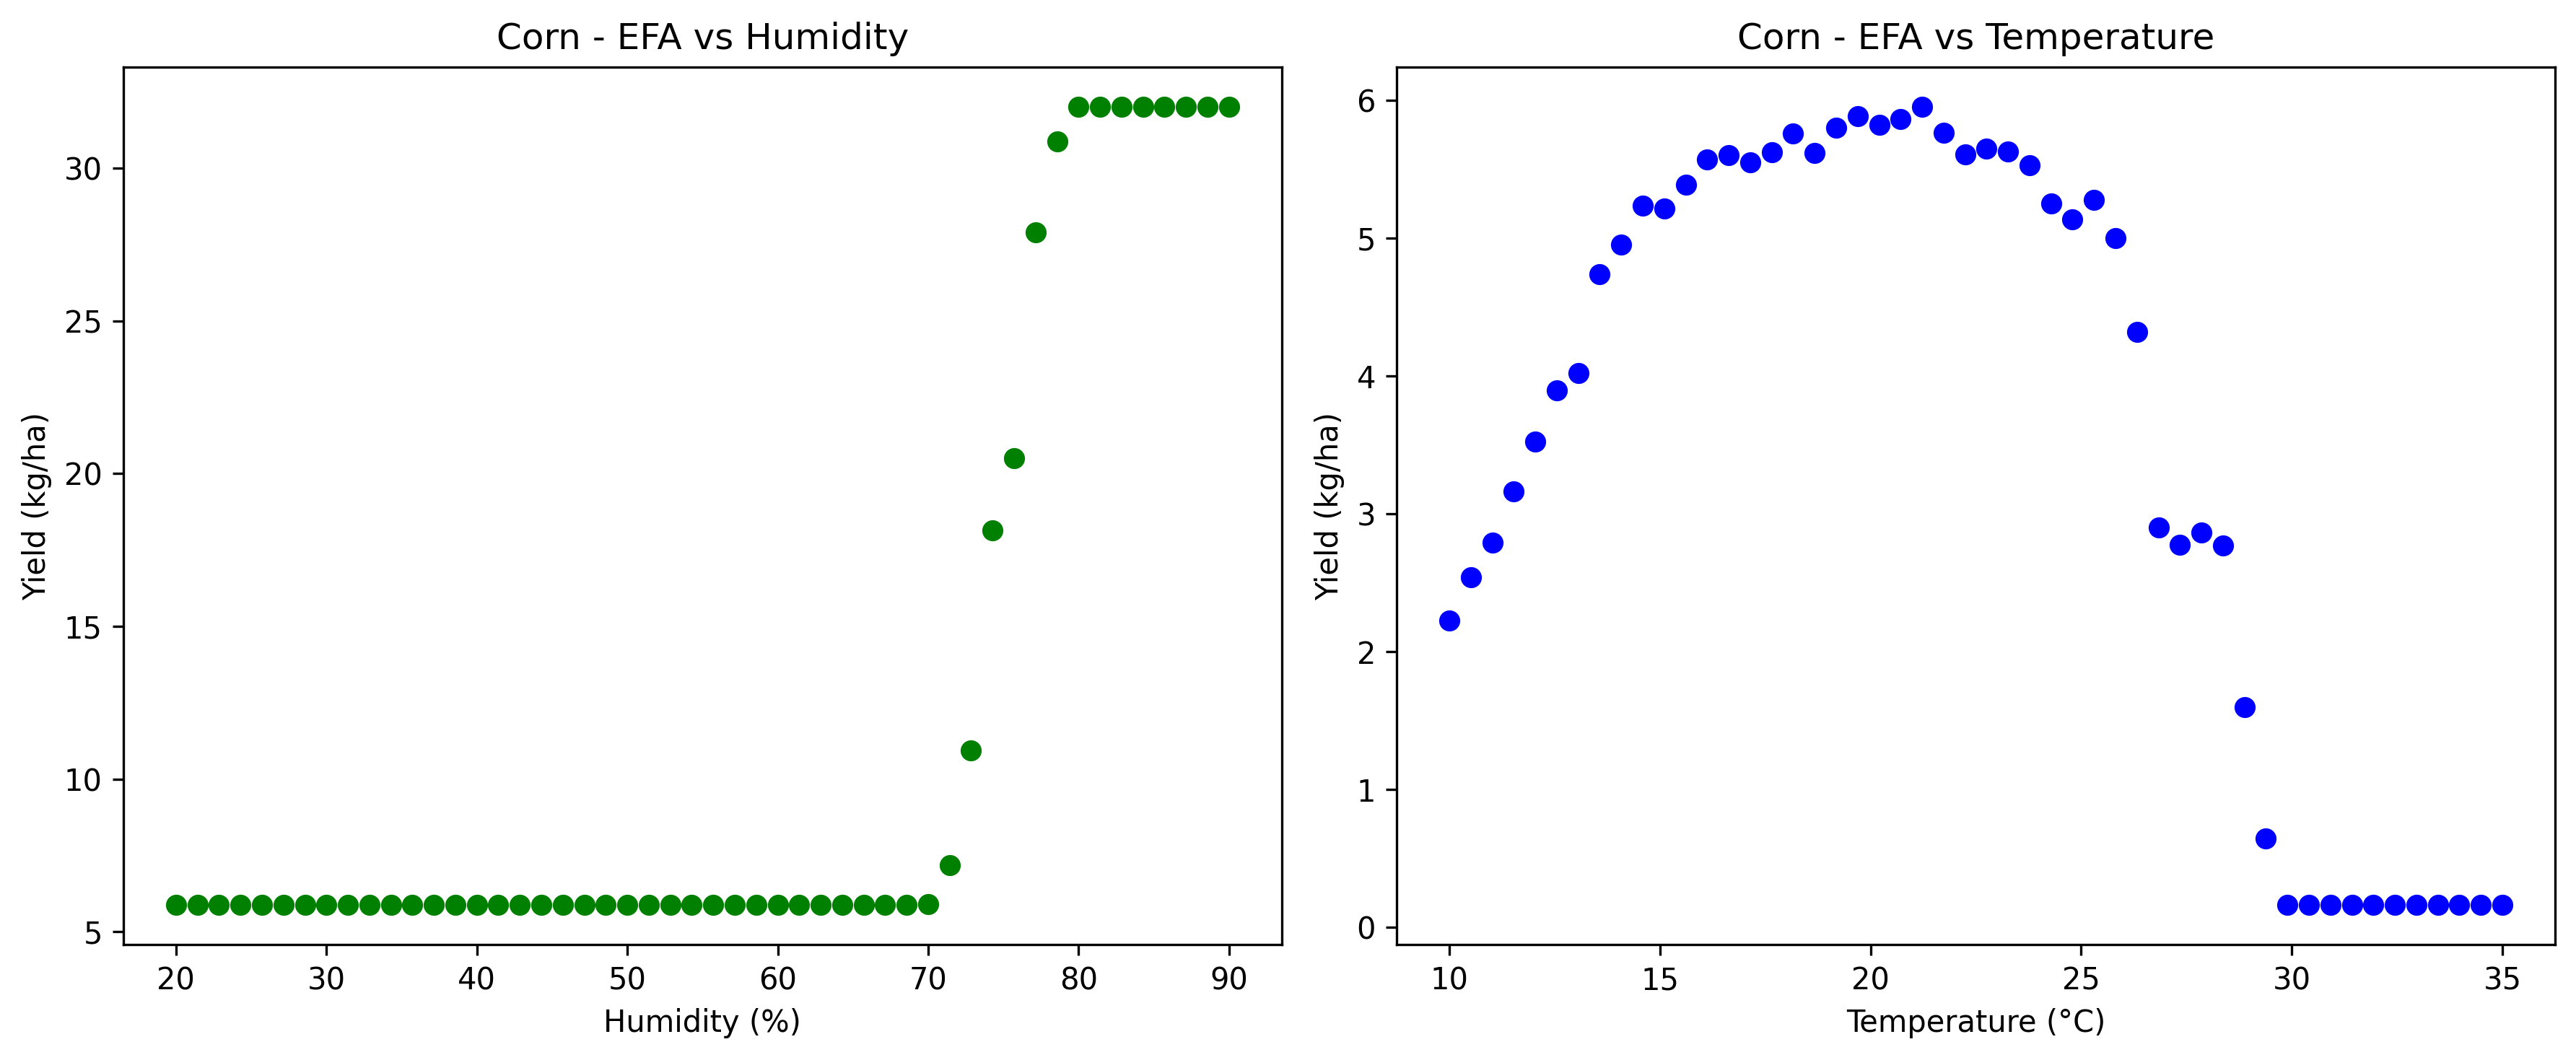 Corn - EFA vs Humidity
Yield (kg/ha)
30
25
20
15
10
5
20 30 40 50 60 70 80 90
Humidity (%)
Corn - EFA vs Temperature
Yield (kg/ha)
6
5
4
3
2
1
0
10 15 20 25 30 35
Temperature (°C)